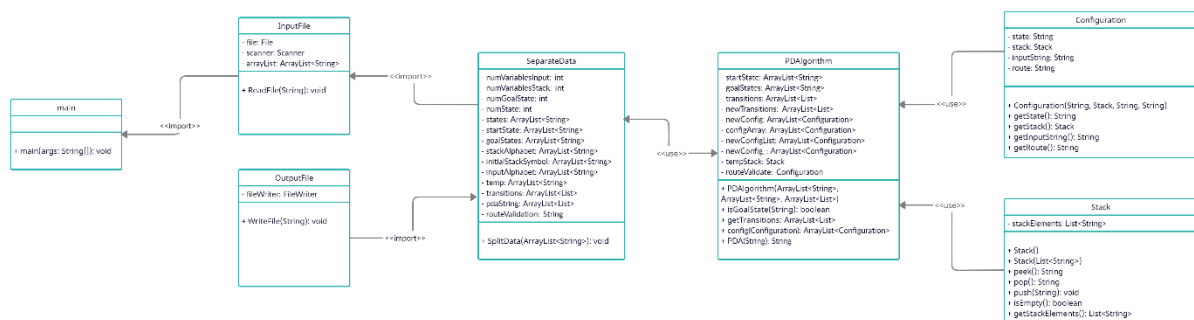 main
+ main(args: String[]): void
<<import>>
InputFile
- file: File
- scanner: Scanner
- arrayList: ArrayList<String>
+ ReadFile(String): void
OutputFile
- fileWriter: FileWriter
+ WriteFile(String): void
<<import>>
<<import>>
SeparateData
- numVariablesInput: int
- numVariablesStack: int
- numGoalState: int
- numState: int
- states: ArrayList<String>
- startState: ArrayList<String>
- goalStates: ArrayList<String>
- stackAlphabet: ArrayList<String>
- initialStackSymbol: ArrayList<String>
- inputAlphabet: ArrayList<String>
- temp: ArrayList<String>
- transitions: ArrayList<List>
- pdaString: ArrayList<List>
- routeValidation: String
+ SplitData(ArrayList<String>): void
<<use>>
PDAlgorithm
- startState: ArrayList<String>
- goalStates: ArrayList<String>
- transitions: ArrayList<List>
- newTransitions: ArrayList<List>
- newConfig: ArrayList<Configuration>
- configArray: ArrayList<Configuration>
- newConfigList: ArrayList<Configuration>
- newConfig_: ArrayList<Configuration>
- tempStack: Stack
- routeValidate: Configuration
+ PDAlgorithm(ArrayList<String>,
ArrayList<String>, ArrayList<List>)
+ isGoalState(String): boolean
+ getTransitions: ArrayList<List>
+ config(Configuration): ArrayList<Configuration>
+ PDA(String): String
<<use>>
<<use>>
Configuration
- state: String
- stack: Stack
- inputString: String
- route: String
+ Configuration(String, Stack, String, String)
+ getState(): String
+ getStack(): Stack
+ getInputString(): String
+ getRoute(): String
Stack
- stackElements: List<String>
+ Stack()
+ Stack(List<String>)
+ peek(): String
+ pop(): String
+ push(String): void
+ isEmpty(): boolean
+ getStackElements(): List<String>